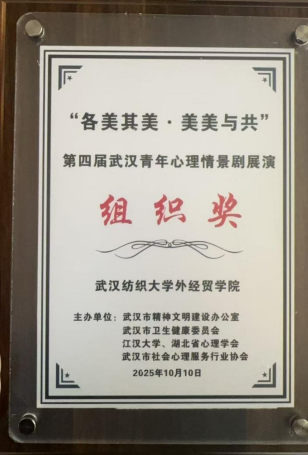 “各美其美·美美与共”
第四届武汉青年心理情景剧展演
组织奖
武汉纺织大学外经贸学院
主办单位：武汉市精神文明建设办公室
武汉市卫生健康委员会
江汉大学、湖北省心理学会
武汉市社会心理服务行业协会
2025年10月10日